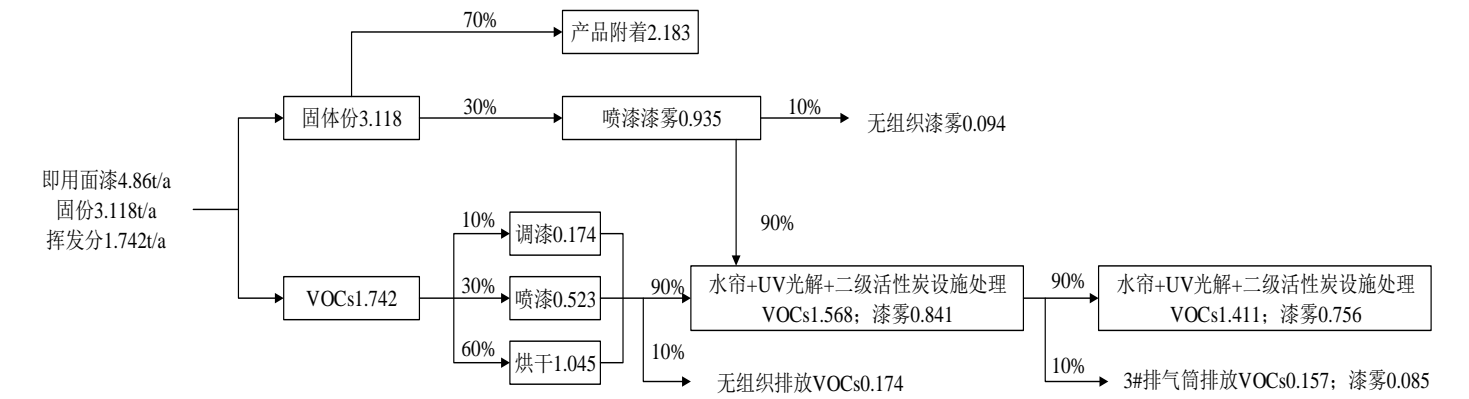 70%
产品附着2.183
固体份3.118
30%
喷漆漆雾0.935
10%
无组织漆雾0.094
即用面漆4.86t/a
固份3.118t/a
挥发分1.742t/a
90%
10%
调漆0.174
VOCs1.742
30%
喷漆0.523
90%
水帘+UV光解+二级活性炭设施处理
VOCs1.568；漆雾0.841
90%
水帘+UV光解+二级活性炭设施处理
VOCs1.411；漆雾0.756
60%
烘干1.045
10%
无组织排放VOCs0.174
10%
3#排气筒排放VOCs0.157；漆雾0.085